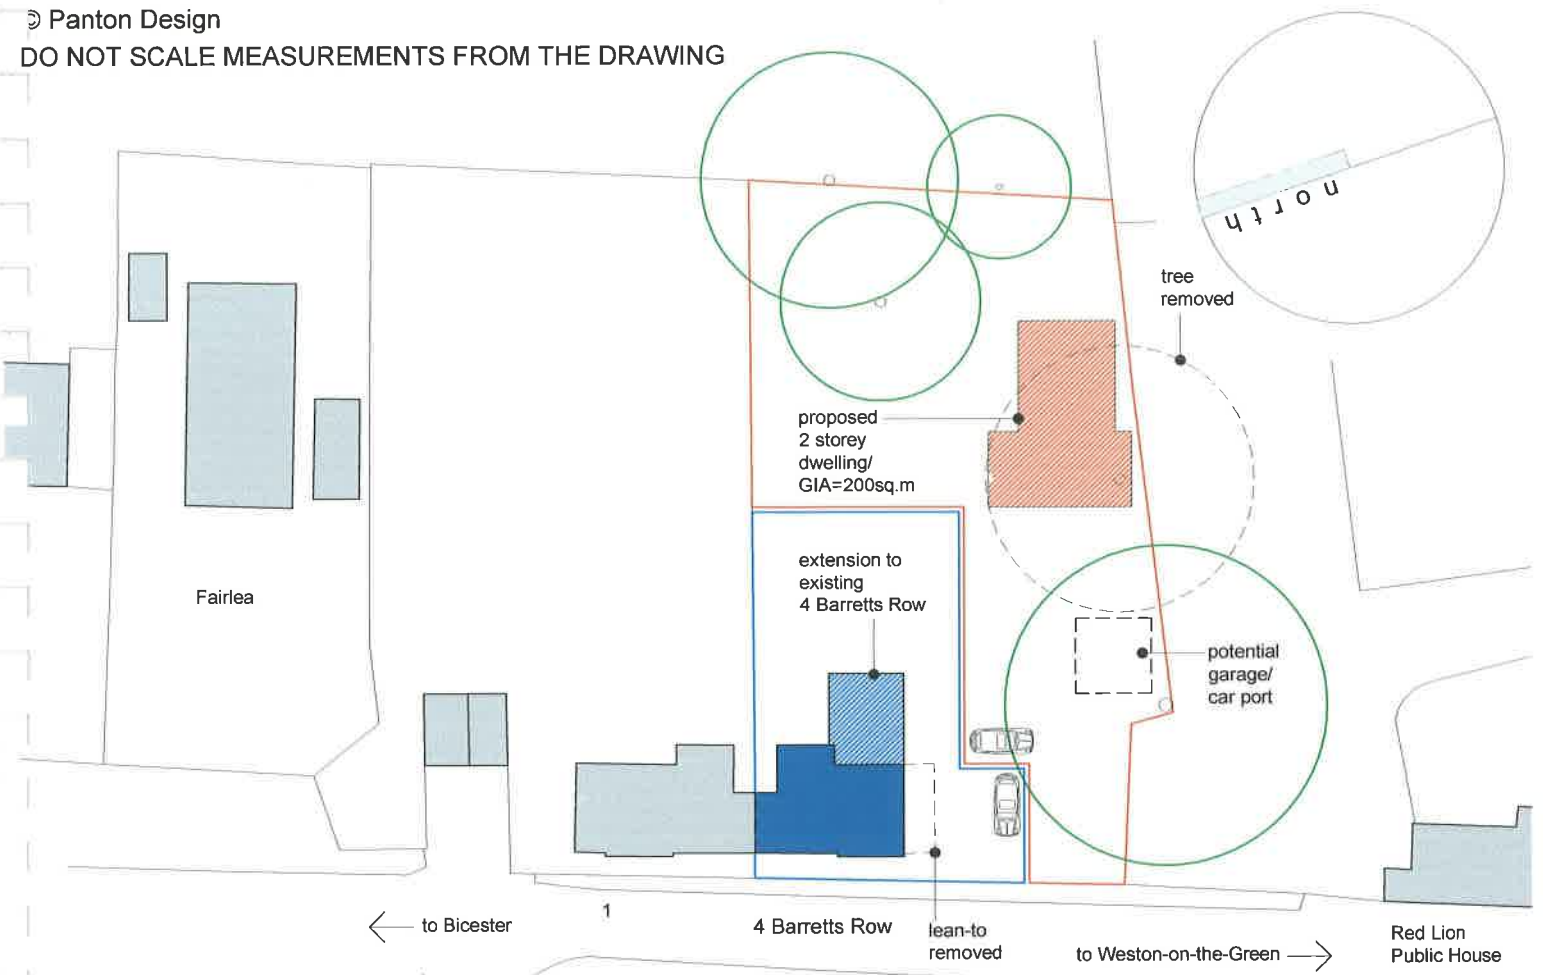 © Panton Design
DO NOT SCALE MEASUREMENTS FROM THE DRAWING
north
tree
removed
proposed
2 storey
dwelling/
GIA=200sq.m
extension to
existing
4 Barretts Row
Fairlea
potential
garage/
car port
to Bicester
1
4 Barretts Row
lean-to
removed
to Weston-on-the-Green
Red Lion
Public House